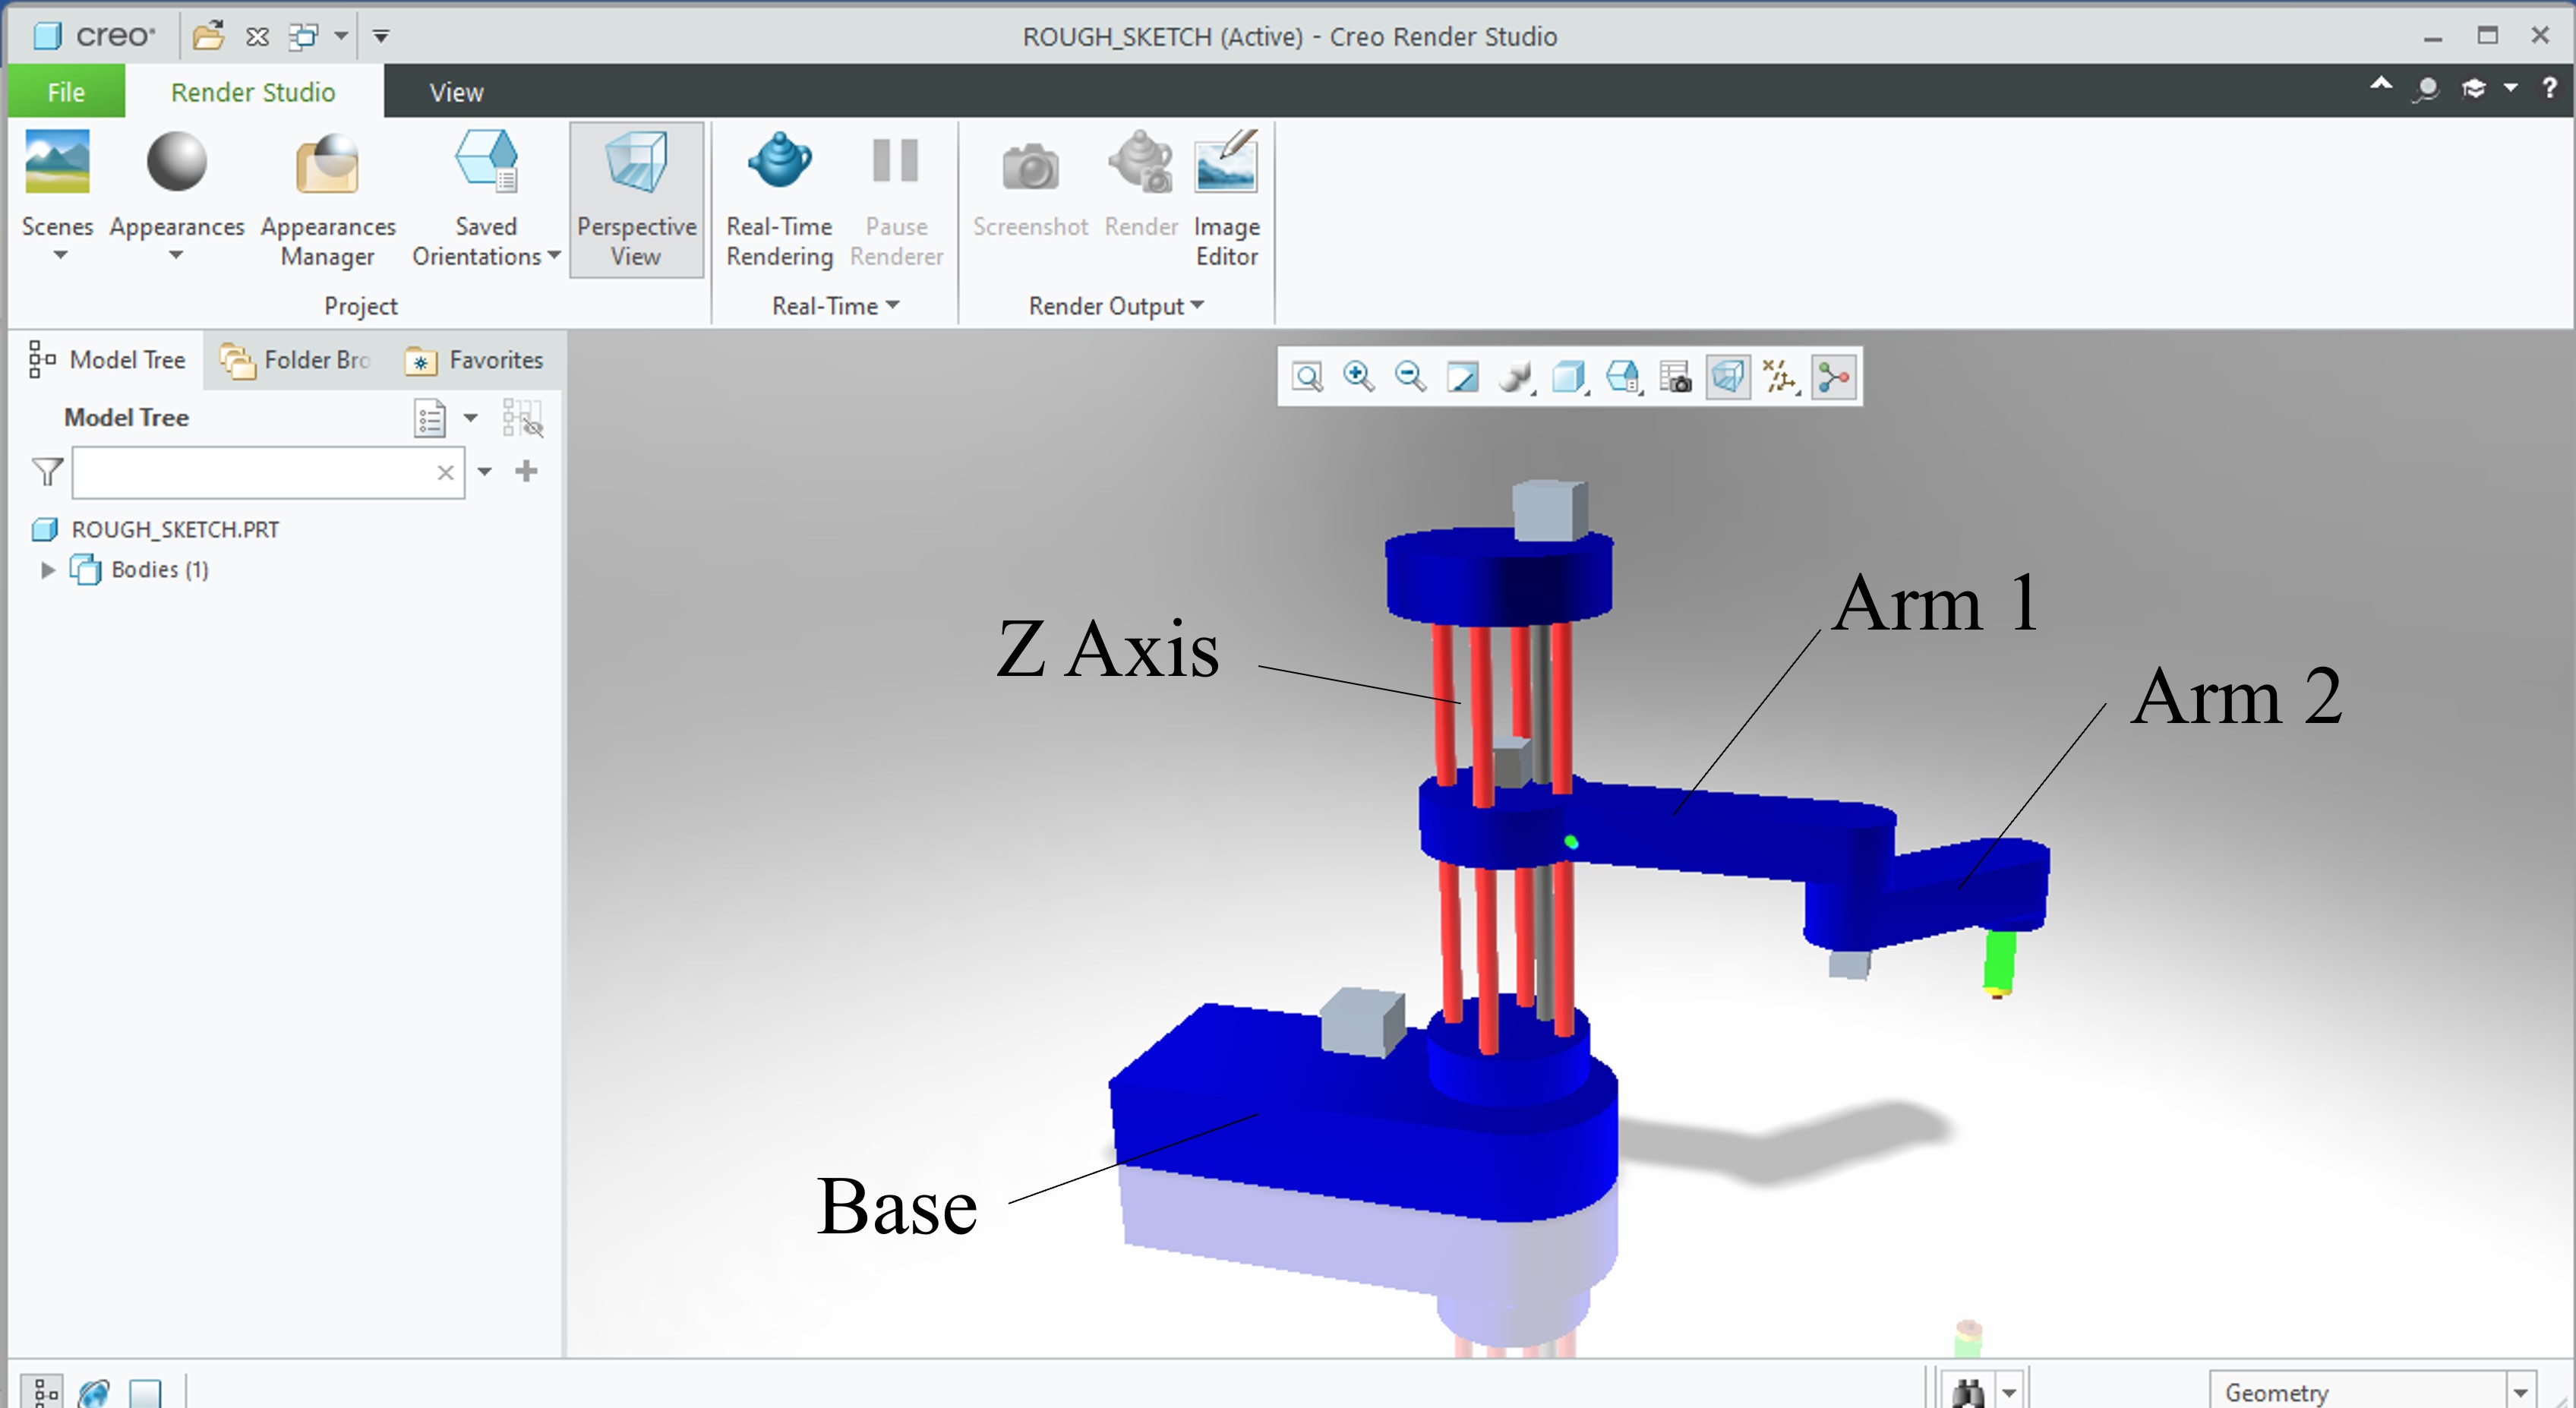 creo
ROUGH_SKETCH (Active) - Creo Render Studio
File
Render Studio
View
?
Scenes
Appearances
Appearances
Manager
Saved
Orientations
Perspective
View
Real-Time
Rendering
Pause
Renderer
Screenshot
Render
Image
Editor
Project
Real-Time
Render Output
Model Tree
Folder Bro
Favorites
Model Tree
ROUGH_SKETCH.PRT
Bodies (1)
Z Axis
Arm 1
Arm 2
Base
Geometry